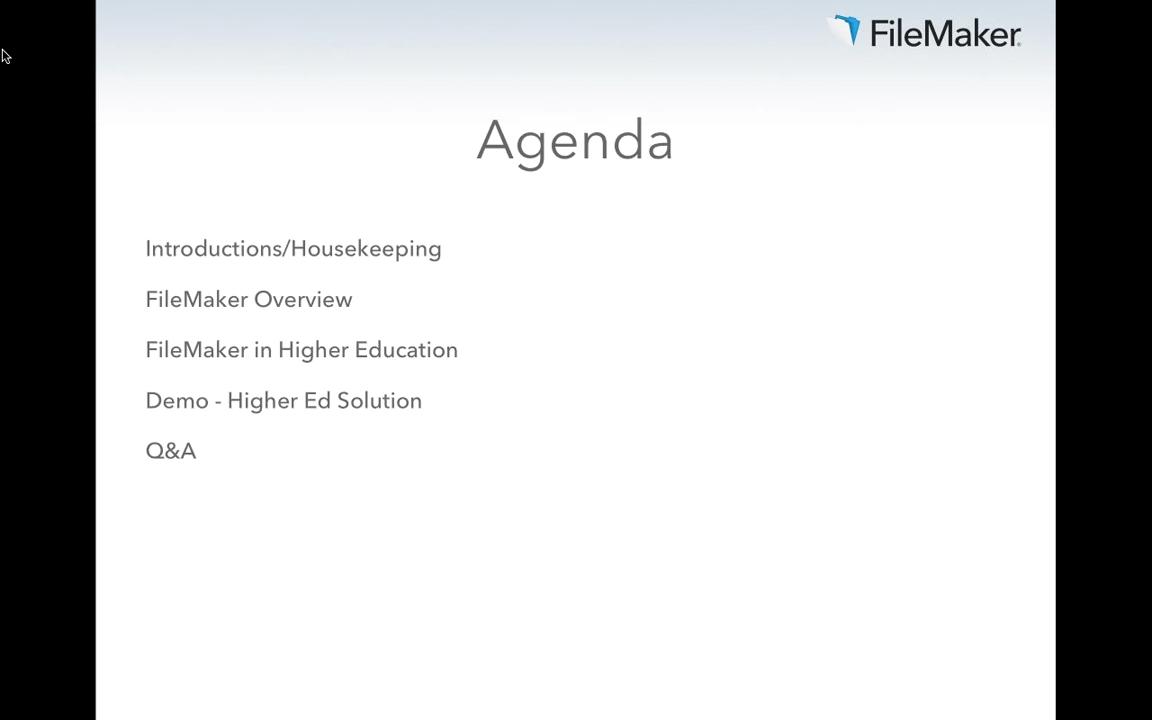 FileMaker
Agenda
Introductions/Housekeeping
FileMaker Overview
FileMaker in Higher Education
Demo - Higher Ed Solution
Q&A